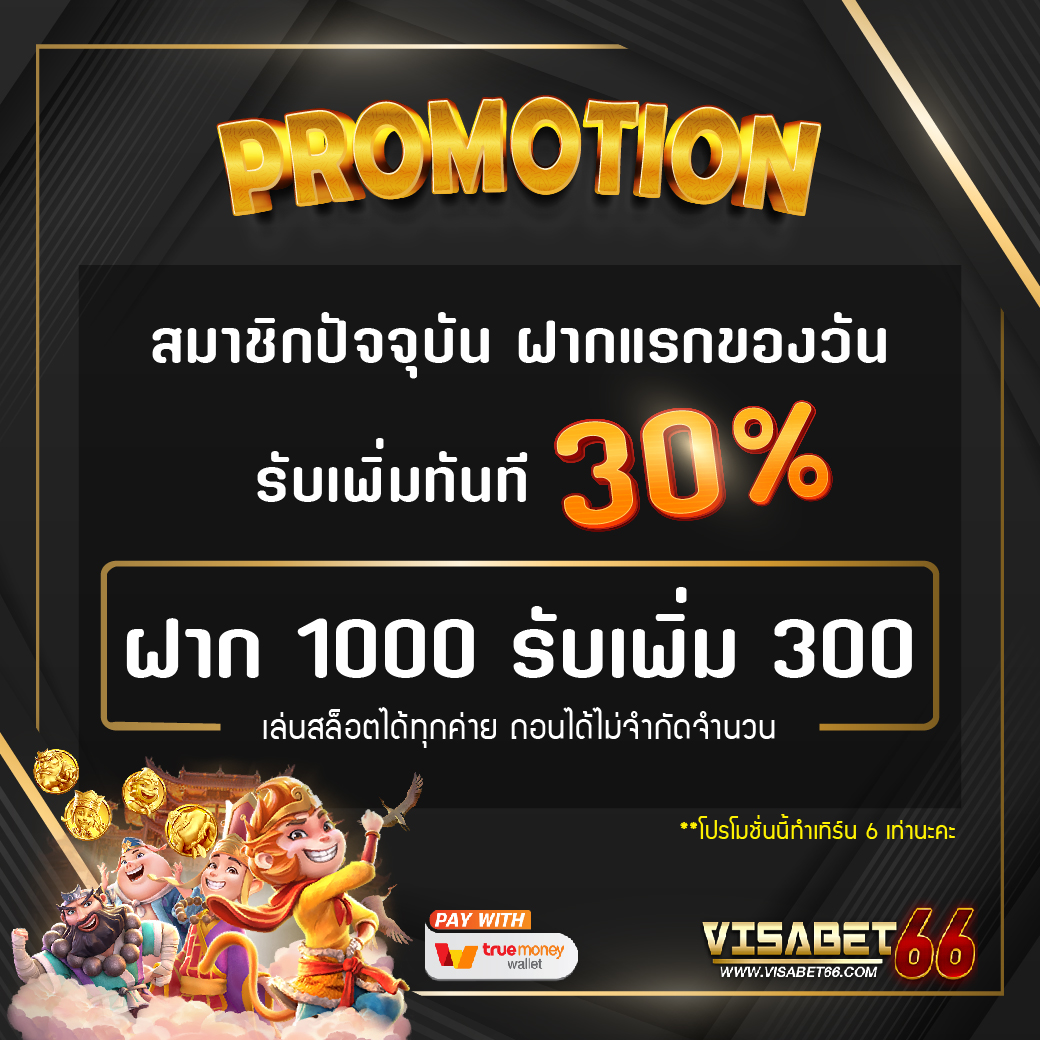 PROMOTION
สมาชิกปัจจุบัน ฝากแรกของวัน
รับเพิ่มทันที 30%
ฝาก 1000 รับเพิ่ม 300
เล่นสล็อตได้ทุกค่าย ถอนได้ไม่จำกัดจำนวน
**โปรโมชั่นนี้ทำเทิร์น 6 เท่านะคะ
PAY WITH
truemoney
wallet
VISABET66
WWW.VISABET66.COM